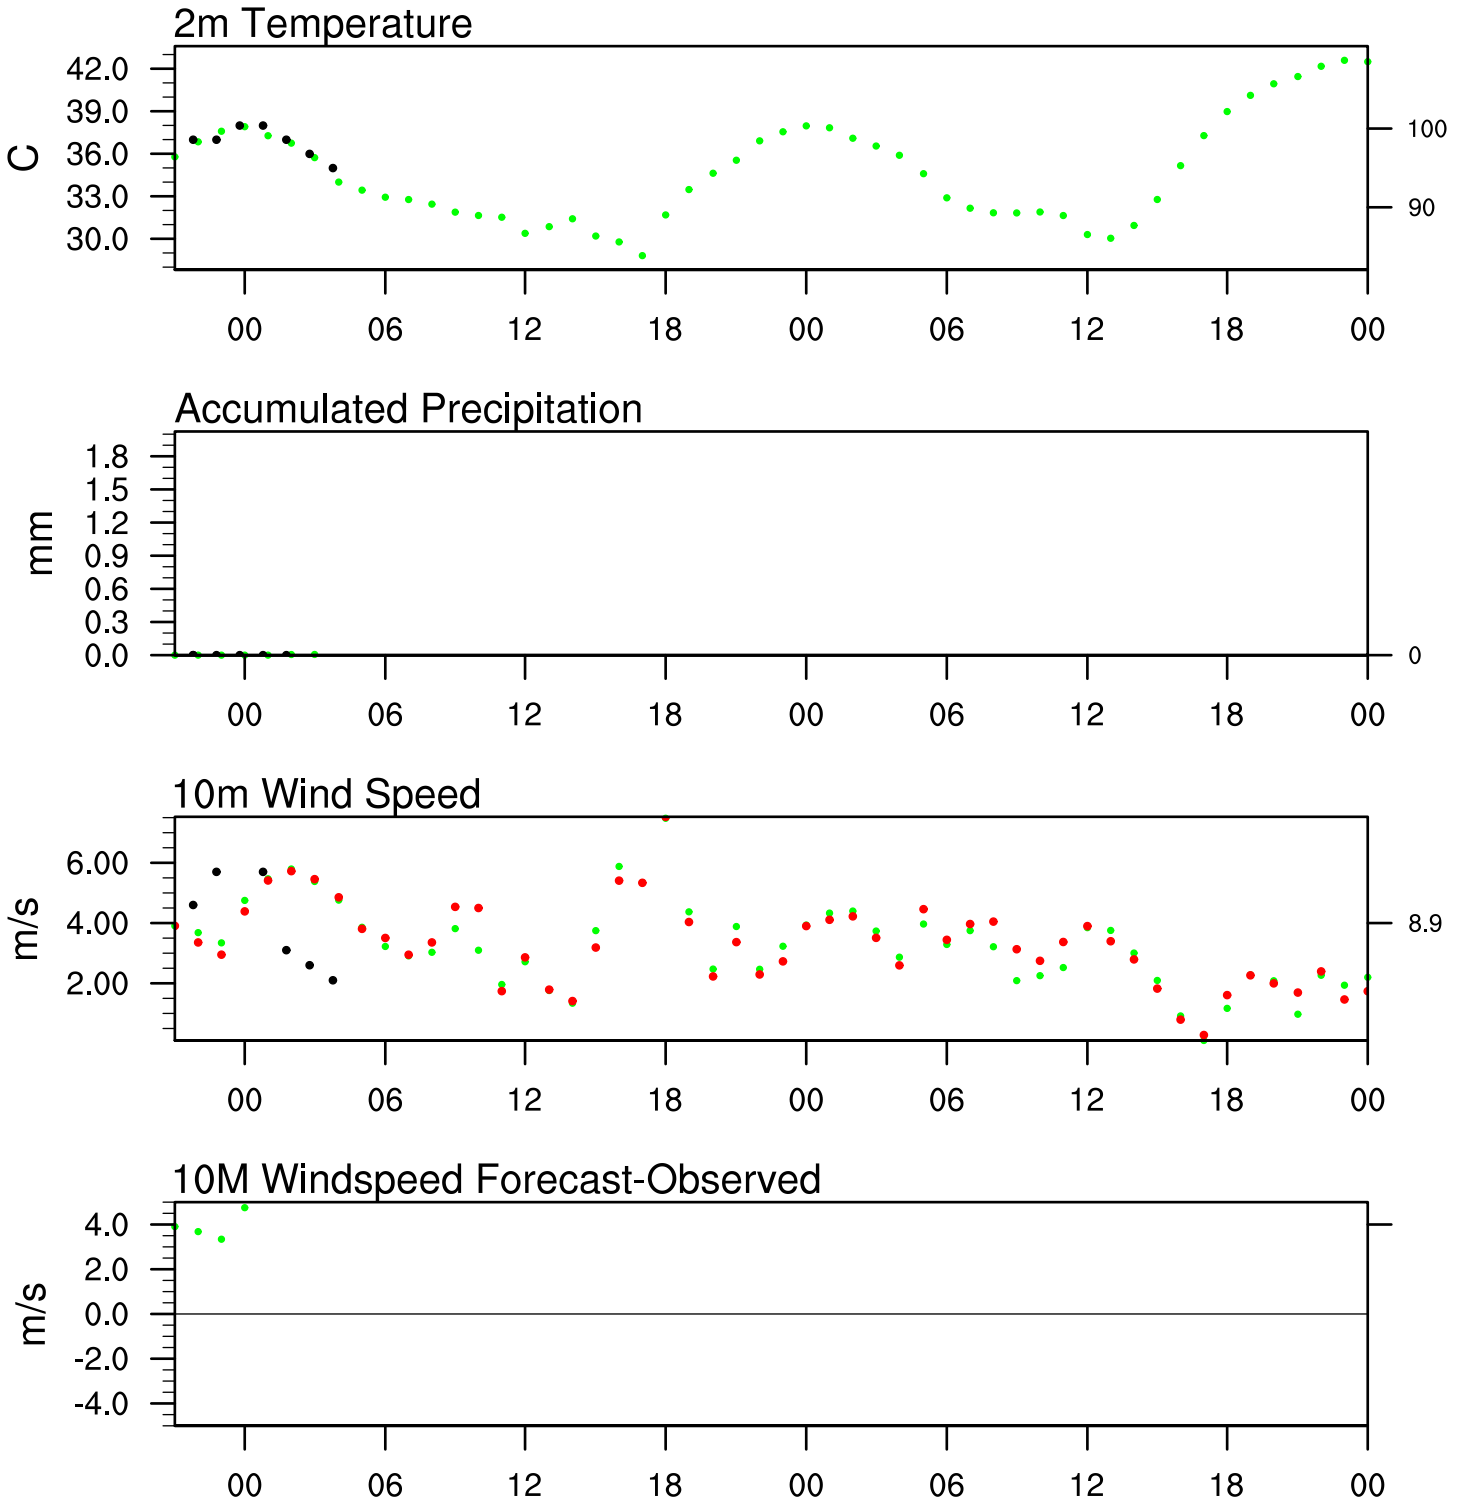 2m Temperature
42.0
39.0
36.0
33.0
30.0
C
100
90
00 06 12 18 00 06 12 18 00
Accumulated Precipitation
1.8
1.5
1.2
0.9
0.6
0.3
0.0
mm
0
00 06 12 18 00 06 12 18 00
10m Wind Speed
6.00
4.00
2.00
m/s
8.9
00 06 12 18 00 06 12 18 00
10M Windspeed Forecast-Observed
4.0
2.0
0.0
-2.0
-4.0
m/s
00 06 12 18 00 06 12 18 00